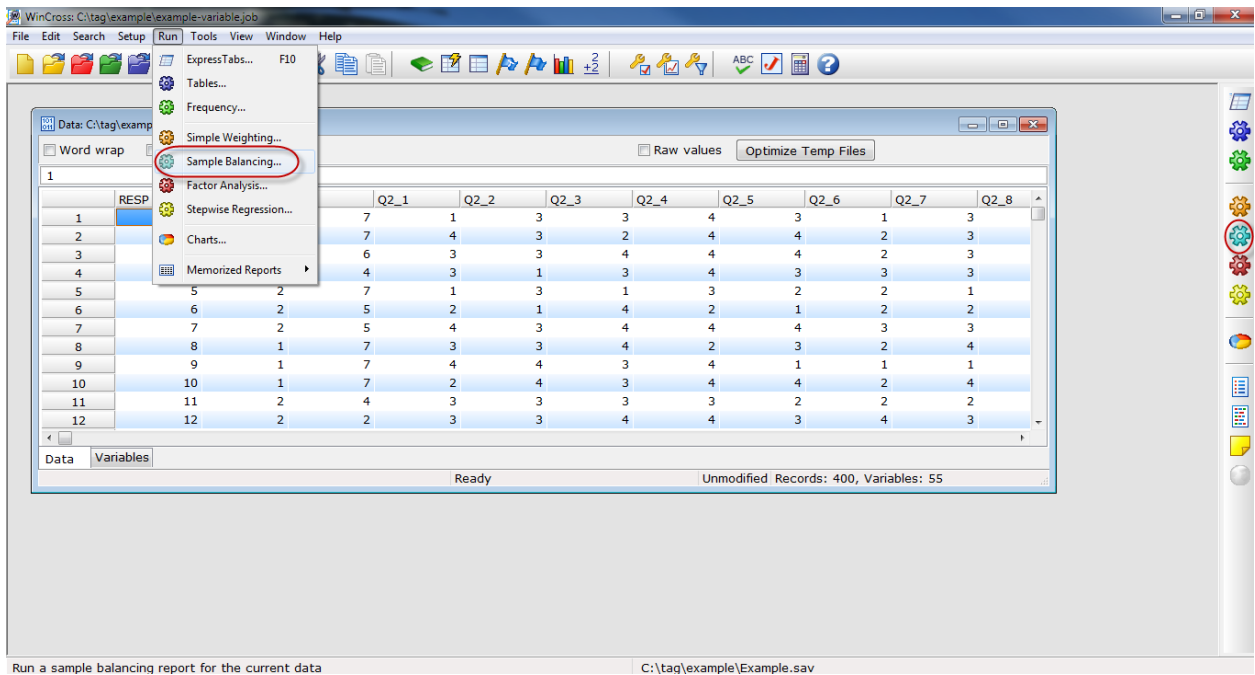 WinCross: C:\tag\example\example-variable.job
File Edit Search Setup Run Tools View Window Help
ExpressTabs... F10
Tables...
Frequency...
Simple Weighting...
Sample Balancing...
Factor Analysis...
Stepwise Regression...
Charts...
Memorized Reports
ABC
Data: C:\tag\examp
Word wrap Raw values Optimize Temp Files
1
RESP Q2_1 Q2_2 Q2_3 Q2_4 Q2_5 Q2_6 Q2_7 Q2_8
1 7 1 3 3 4 3 1 3
2 7 4 3 2 4 4 2 3
3 6 3 3 4 4 4 2 3
4 4 3 1 3 4 3 3 3
5 5 2 7 1 3 1 3 2 2 1
6 6 2 5 2 1 4 2 1 2 2
7 7 2 5 4 3 4 4 4 3 3
8 8 1 7 3 3 4 2 3 2 4
9 9 1 7 4 4 3 4 1 1 1
10 10 1 7 2 4 3 4 4 2 4
11 11 2 4 3 3 3 3 2 2 2
12 12 2 2 3 3 4 4 3 4 3
Data Variables
Ready Unmodified Records: 400, Variables: 55
Run a sample balancing report for the current data C:\tag\example\Example.sav